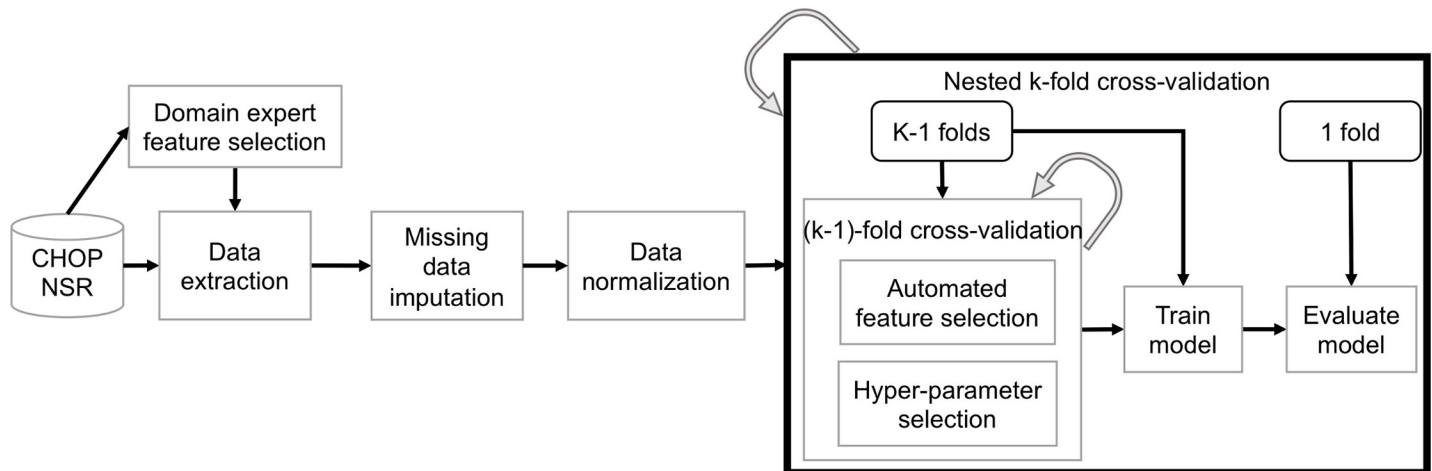 Nested k-fold cross-validation
Domain expert
feature selection
K-1 folds
1 fold
CHOP
NSR
Data
extraction
Missing
data
imputation
Data
normalization
(k-1)-fold cross-validation
Automated
feature selection
Hyper-parameter
selection
Train
model
Evaluate
model